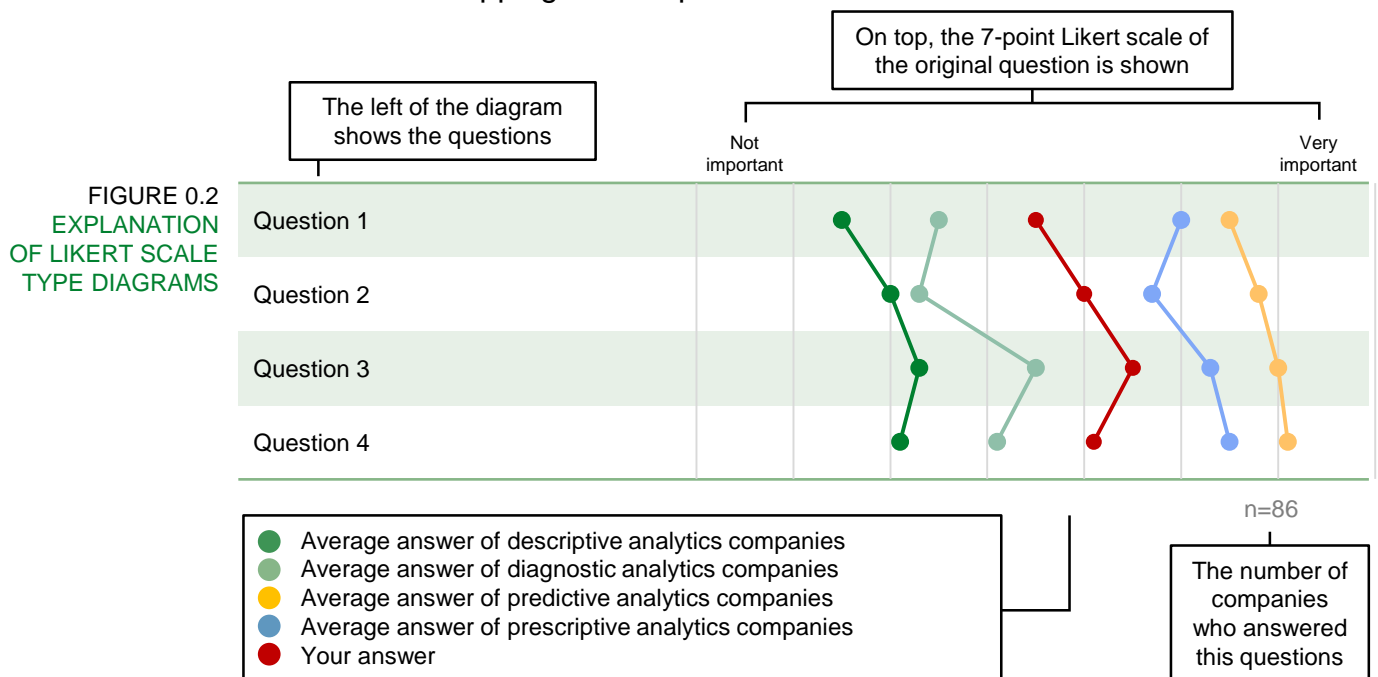 On top, the 7-point Likert scale of
the original question is shown
The left of the diagram
shows the questions
Not
important
Very
important
FIGURE 0.2
EXPLANATION
OF LIKERT SCALE
TYPE DIAGRAMS
Question 1
Question 2
Question 3
Question 4
n=86
Average answer of descriptive analytics companies
Average answer of diagnostic analytics companies
Average answer of predictive analytics companies
Average answer of prescriptive analytics companies
Your answer
The number of
companies
who answered
this questions